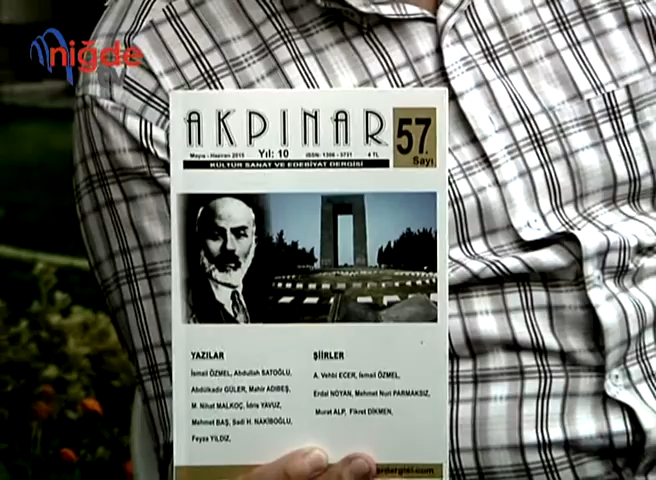 niğde
AKPINAR
57. Sayı
Mayıs - Haziran 2015 Yıl: 10 ISSN: 1306 - 3731 4 TL
KÜLTÜR SANAT VE EDEBİYAT DERGİSİ
YAZILAR
İsmail ÖZMEL, Abdullah SATOĞLU,
Abdülkadir GÜLER, Mahir ADIBEŞ,
M. Nihat MALKOÇ, İdris YAVUZ,
Mehmet BAŞ, Sadi H. NAKİBOĞLU,
Feyza YILDIZ,
ŞİİRLER
A. Vehbi ECER, İsmail ÖZMEL,
Erdal NOYAN, Mehmet Nuri PARMAKSIZ,
Murat ALP, Fikret DİKMEN,
dergisi.com